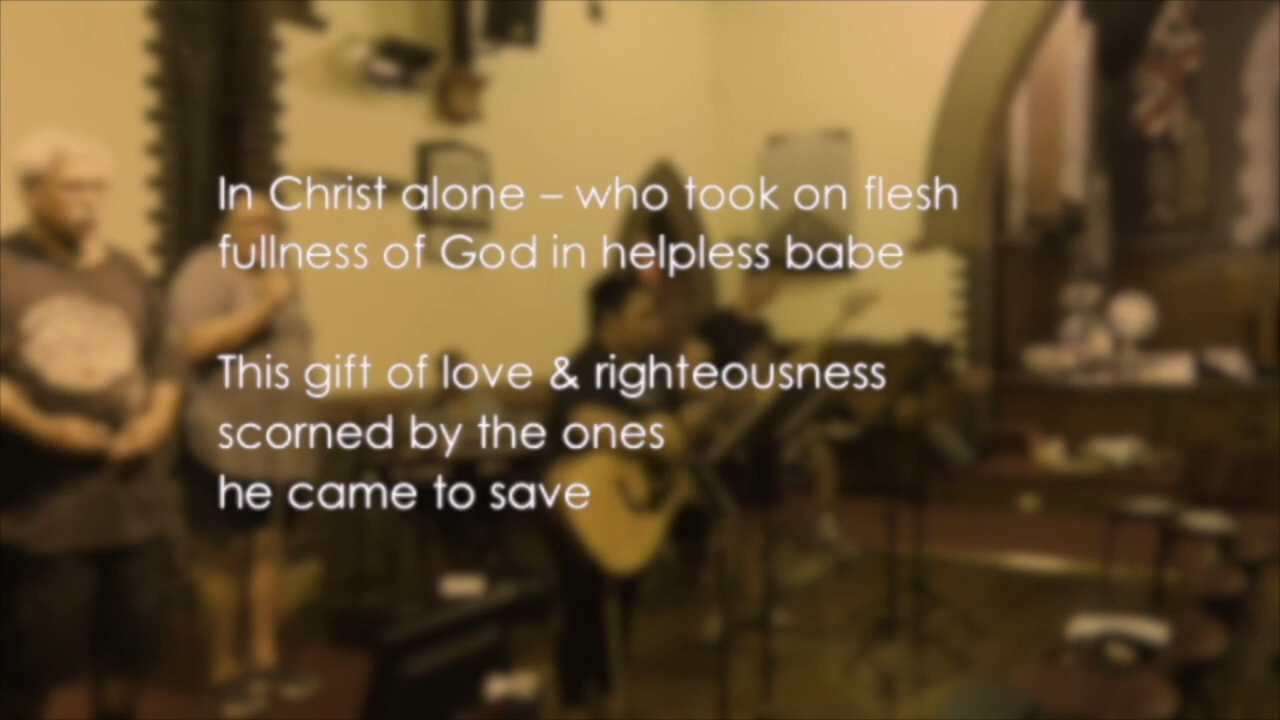 In Christ alone – who took on flesh
fullness of God in helpless babe
This gift of love & righteousness
scorned by the ones
he came to save